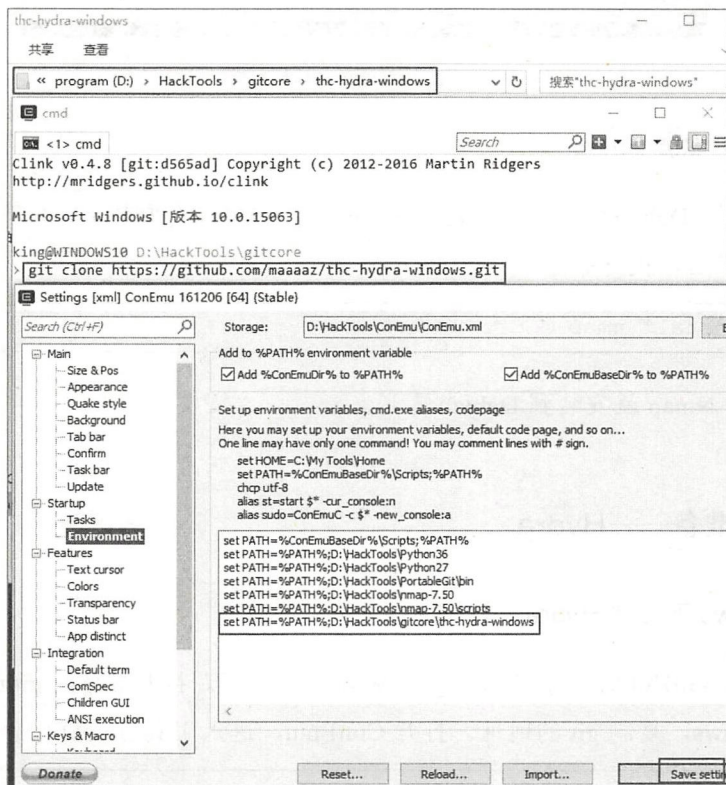 thc-hydra-windows
共享 查看
« program (D:) › HackTools › gitcore › thc-hydra-windows
搜索"thc-hydra-windows"
cmd
<1> cmd
Search
Clink v0.4.8 [git:d565ad] Copyright (c) 2012-2016 Martin Ridgers
http://mridgers.github.io/clink
Microsoft Windows [版本 10.0.15063]
king@WINDOWS10 D:\HackTools\gitcore
› git clone https://github.com/maaaaz/thc-hydra-windows.git
Settings [xml] ConEmu 161206 [64] (Stable)
Search (Ctrl+F)
Storage: D:\HackTools\ConEmu\ConEmu.xml
Main
Size & Pos
Appearance
Quake style
Background
Tab bar
Confirm
Task bar
Update
Startup
Tasks
Environment
Features
Text cursor
Colors
Transparency
Status bar
App distinct
Integration
Default term
ComSpec
Children GUI
ANSI execution
Keys & Macro
Add to %PATH% environment variable
Add %ConEmuDir% to %PATH%
Add %ConEmuBaseDir% to %PATH%
Set up environment variables, cmd.exe aliases, codepage
Here you may set up your environment variables, default code page, and so on...
One line may have only one command! You may comment lines with # sign.
set HOME=C:\My Tools\Home
set PATH=%ConEmuBaseDir%\Scripts;%PATH%
chcp utf-8
alias st=start $* -cur_console:n
alias sudo=ConEmuC -c $* -new_console:a
set PATH=%ConEmuBaseDir%\Scripts;%PATH%
set PATH=%PATH%;D:\HackTools\Python36
set PATH=%PATH%;D:\HackTools\Python27
set PATH=%PATH%;D:\HackTools\PortableGit\bin
set PATH=%PATH%;D:\HackTools\nmap-7.50
set PATH=%PATH%;D:\HackTools\nmap-7.50\scripts
set PATH=%PATH%;D:\HackTools\gitcore\thc-hydra-windows
Donate
Reset...
Reload...
Import...
Save settin